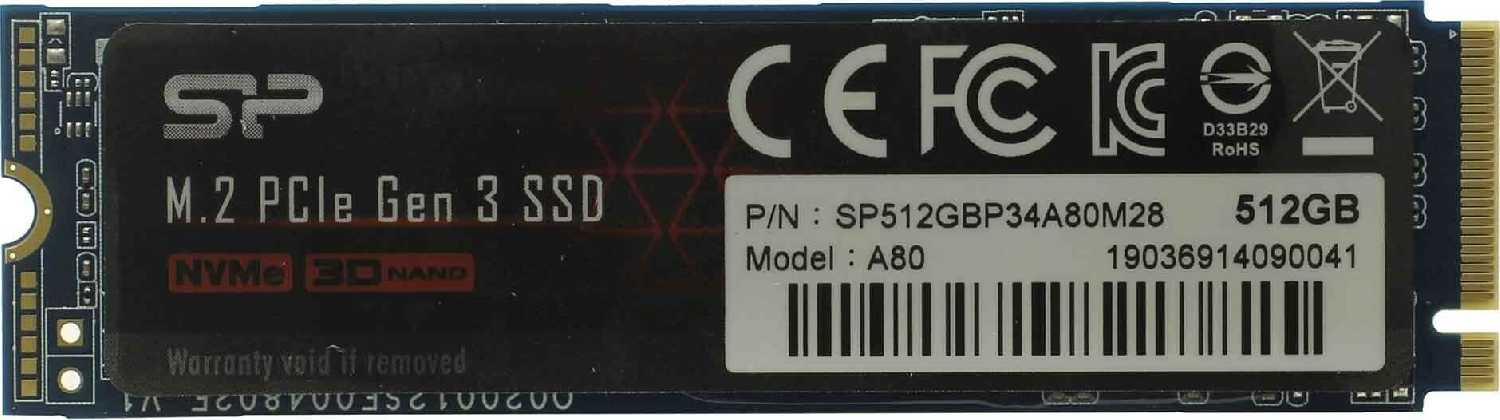 SP
M.2 PCIe Gen 3 SSD
NVMe 3D NAND
Warranty void if removed
CE FC KC
D33B29
RoHS
P/N : SP512GBP34A80M28 512GB
Model : A80 19036914090041